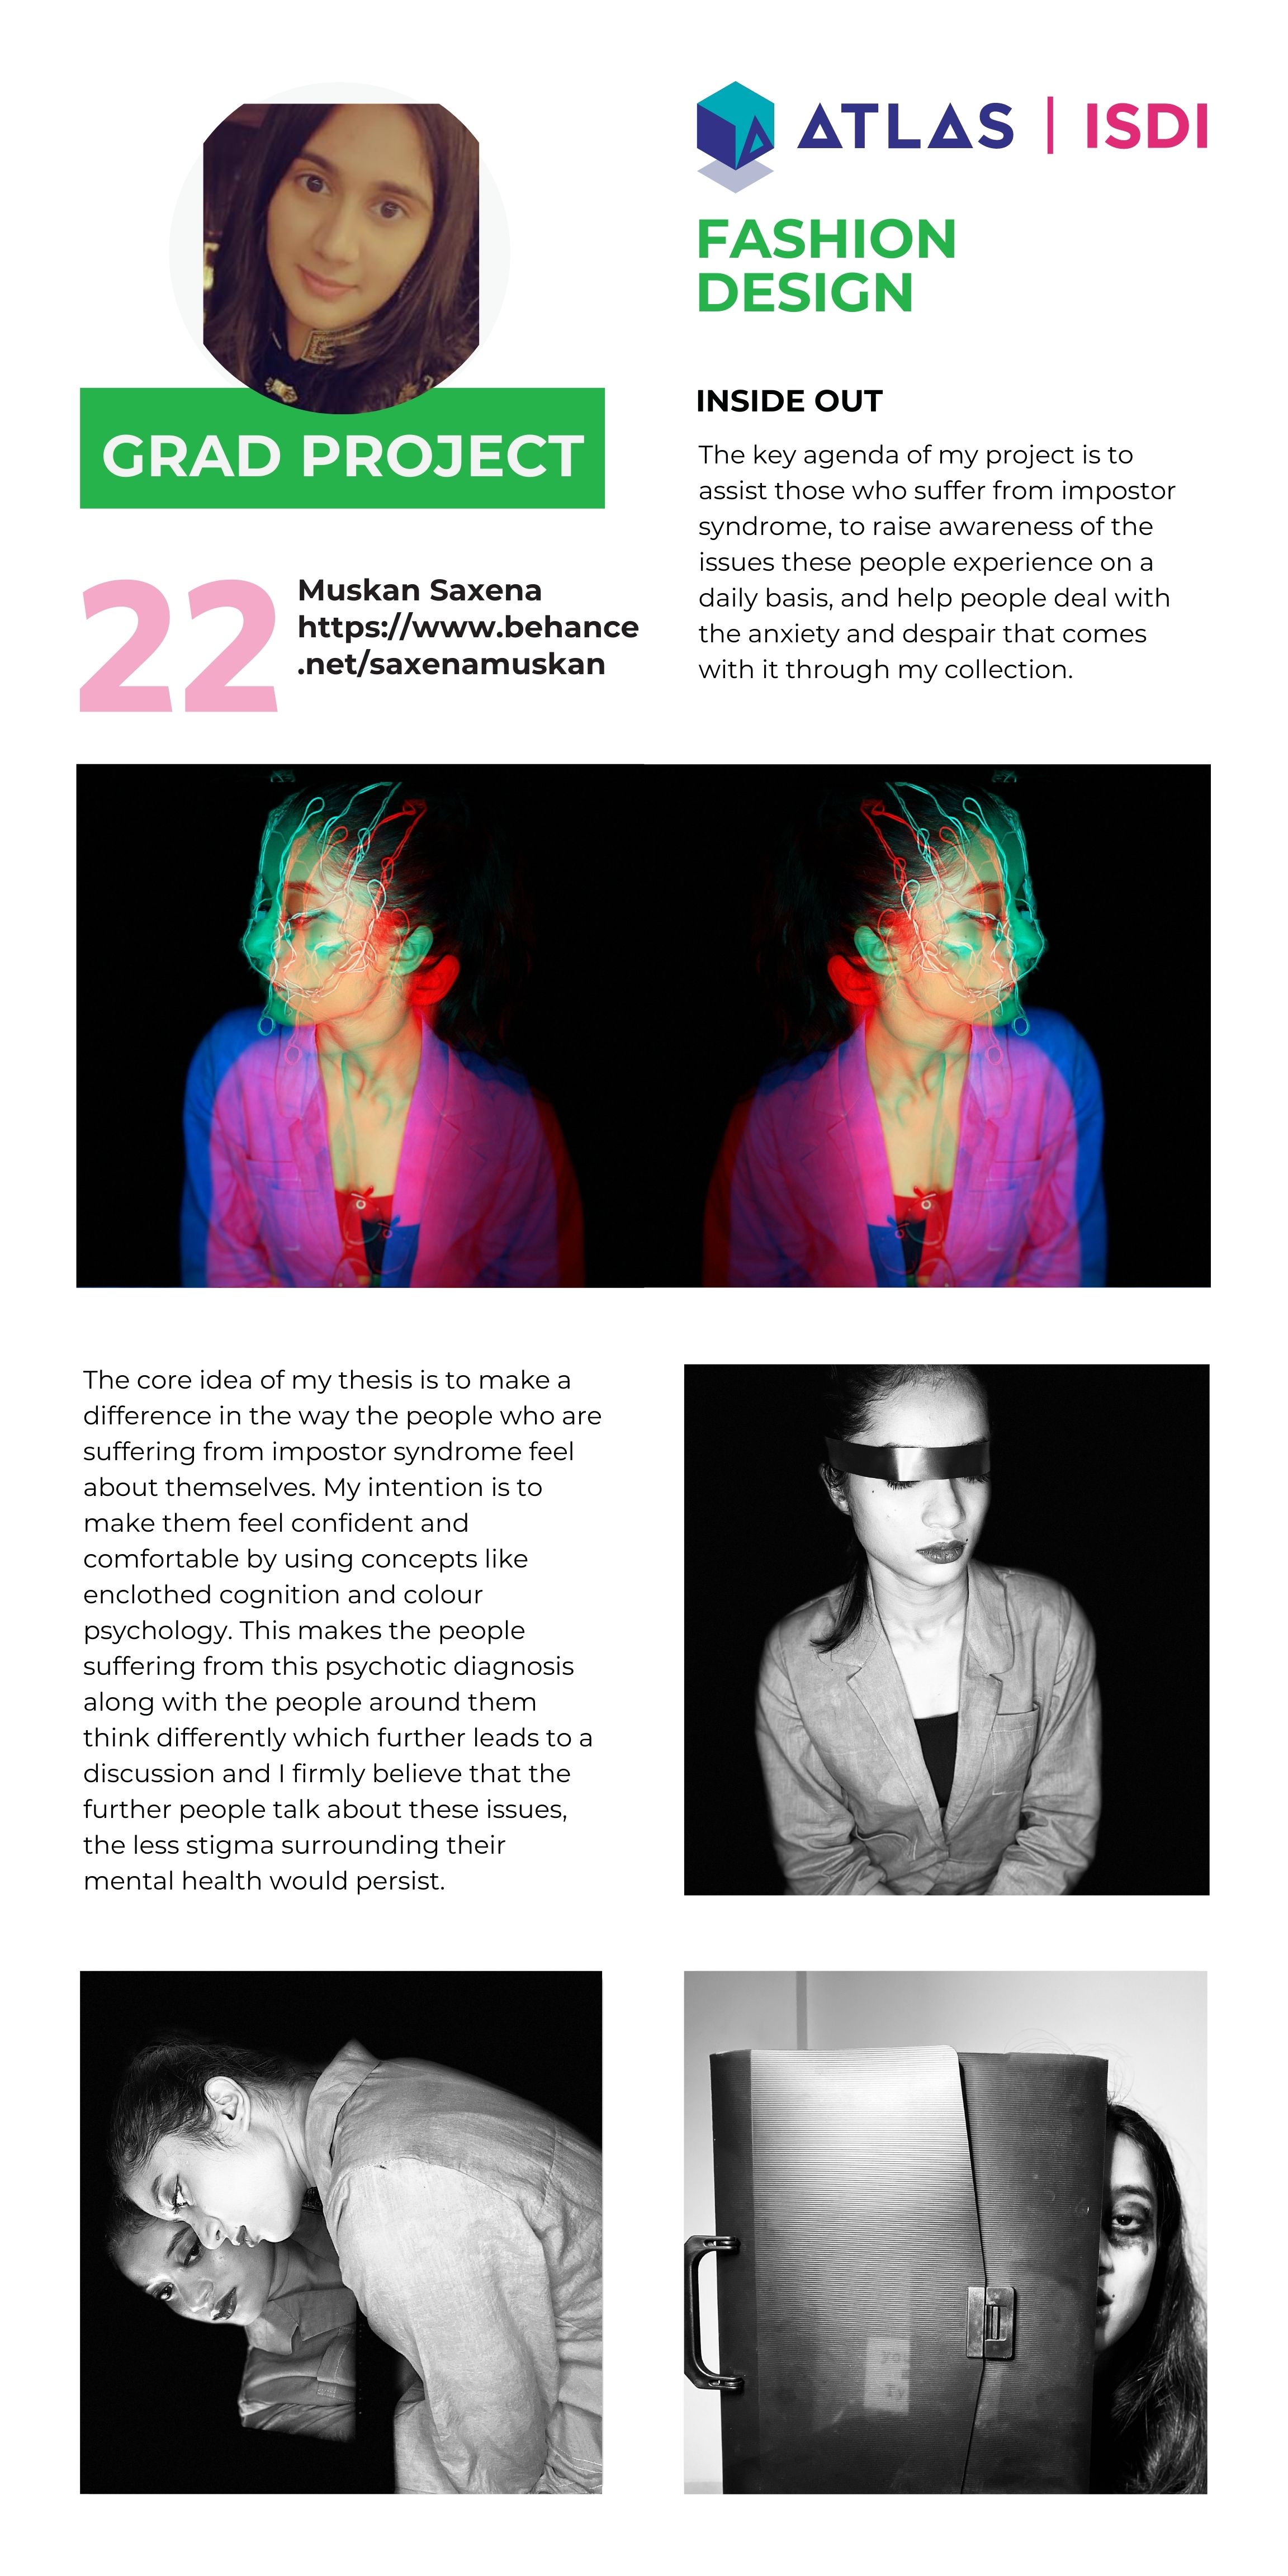 ATLAS | ISDI
FASHION
DESIGN
GRAD PROJECT
22
Muskan Saxena
https://www.behance
.net/saxenamuskan
INSIDE OUT
The key agenda of my project is to
assist those who suffer from impostor
syndrome, to raise awareness of the
issues these people experience on a
daily basis, and help people deal with
the anxiety and despair that comes
with it through my collection.
The core idea of my thesis is to make a
difference in the way the people who are
suffering from impostor syndrome feel
about themselves. My intention is to
make them feel confident and
comfortable by using concepts like
enclothed cognition and colour
psychology. This makes the people
suffering from this psychotic diagnosis
along with the people around them
think differently which further leads to a
discussion and I firmly believe that the
further people talk about these issues,
the less stigma surrounding their
mental health would persist.